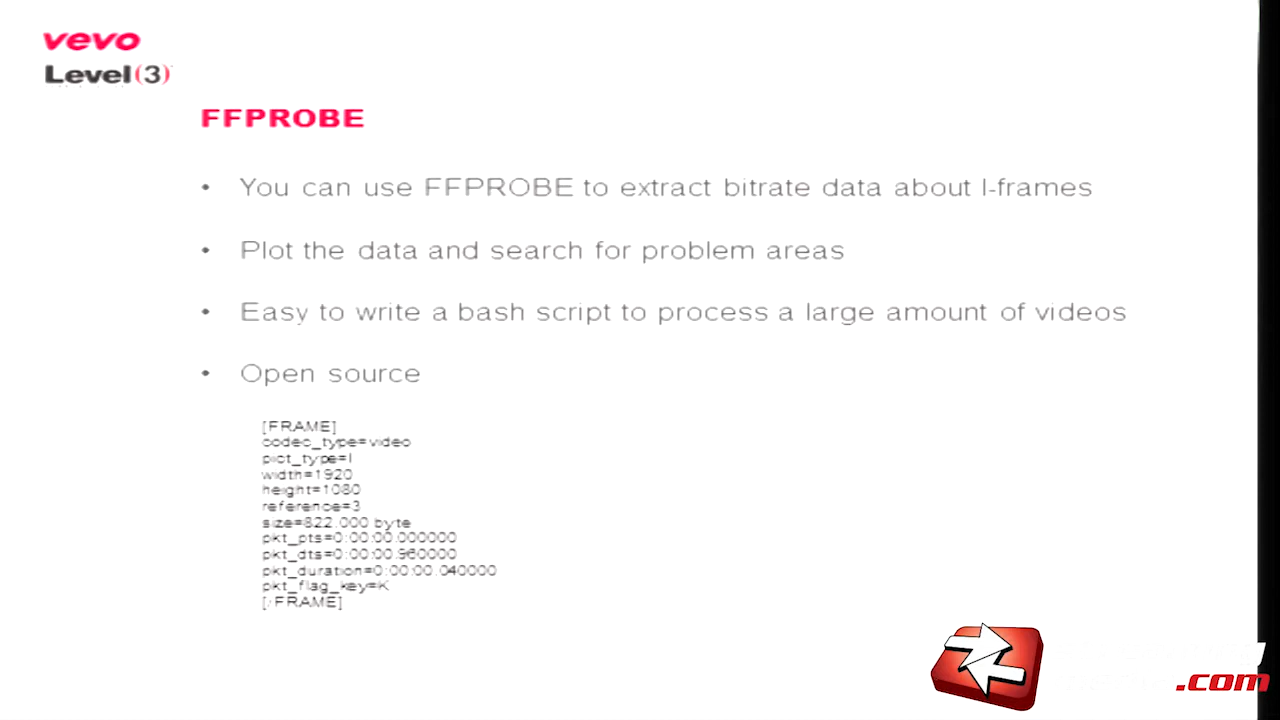 vevo
Level(3)
FFPROBE
• You can use FFPROBE to extract bitrate data about I-frames
• Plot the data and search for problem areas
• Easy to write a bash script to process a large amount of videos
• Open source
[FRAME]
codec_type=video
pict_type=I
width=1920
height=1080
reference=3
size=822.000 byte
pkt_pts=0:00:00.000000
pkt_dts=0:00:00.960000
pkt_duration=0:00:00.040000
pkt_flag_key=K
[/FRAME]
.com